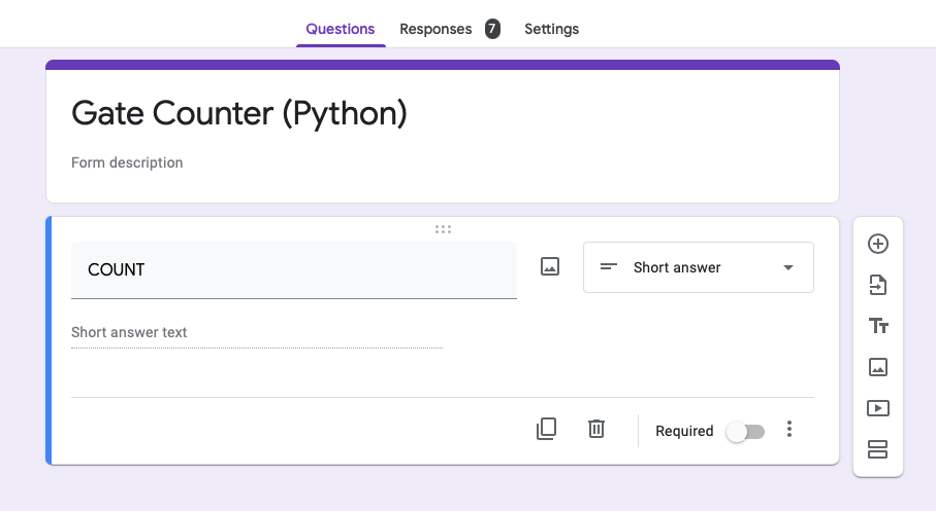 Questions Responses 7 Settings
Gate Counter (Python)
Form description
COUNT
Short answer
Short answer text
Required